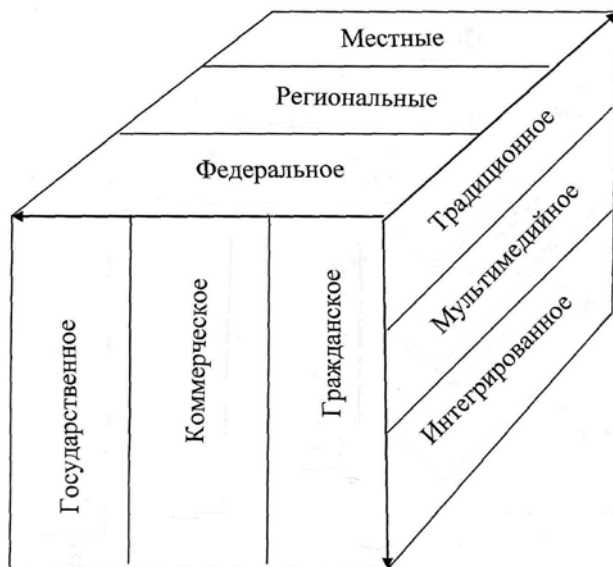 Местные
Региональные
Федеральное
Государственное
Коммерческое
Гражданское
Традиционное
Мультимедийное
Интегрированное